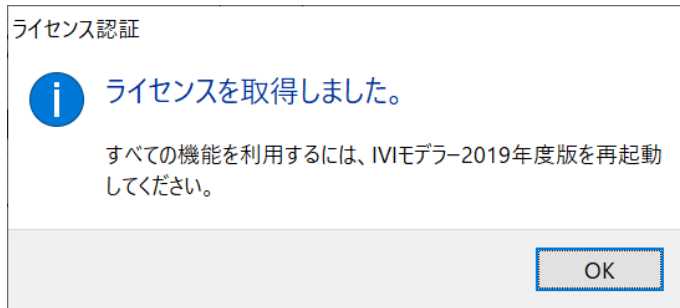 ライセンス認証
ライセンスを取得しました。
すべての機能を利用するには、IVIモデラー2019年度版を再起動
してください。
OK